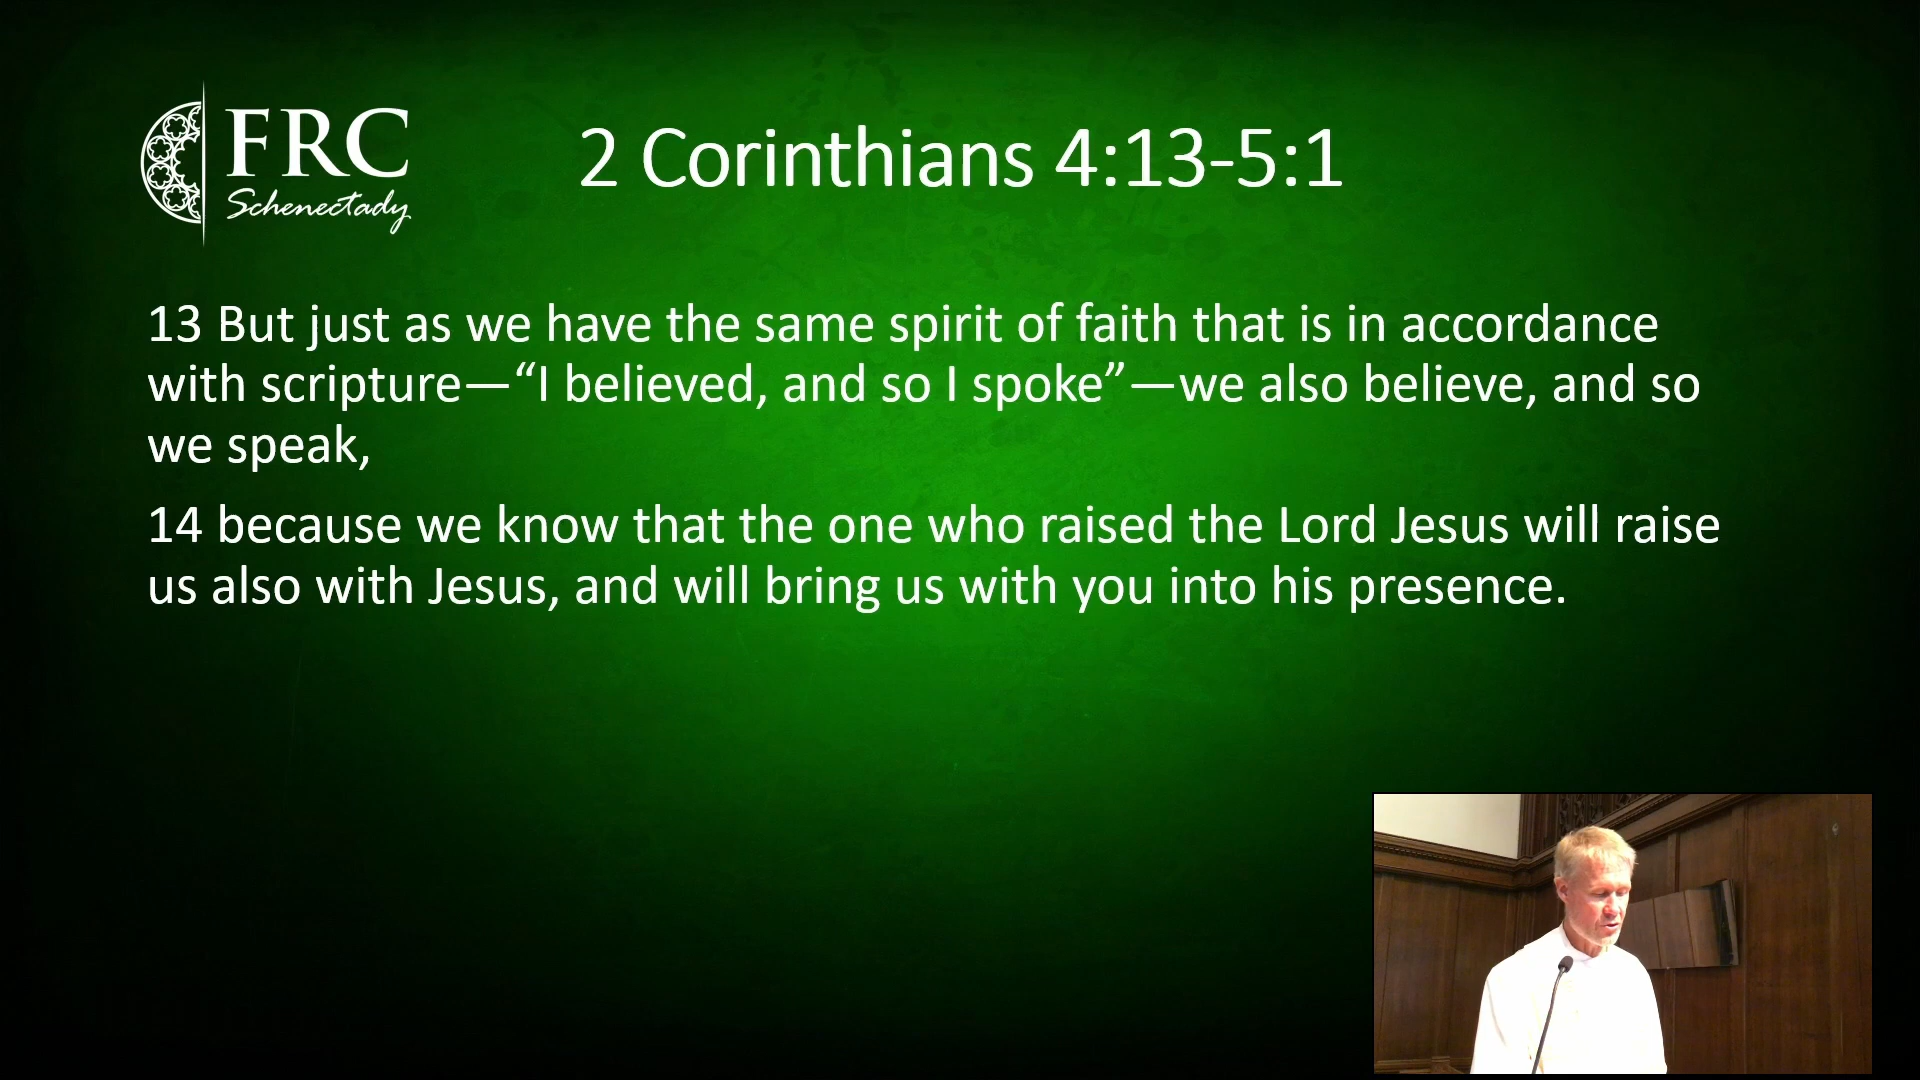 FRC
Schenectady
2 Corinthians 4:13-5:1
13 But just as we have the same spirit of faith that is in accordance
with scripture—“I believed, and so I spoke”—we also believe, and so
we speak,
14 because we know that the one who raised the Lord Jesus will raise
us also with Jesus, and will bring us with you into his presence.